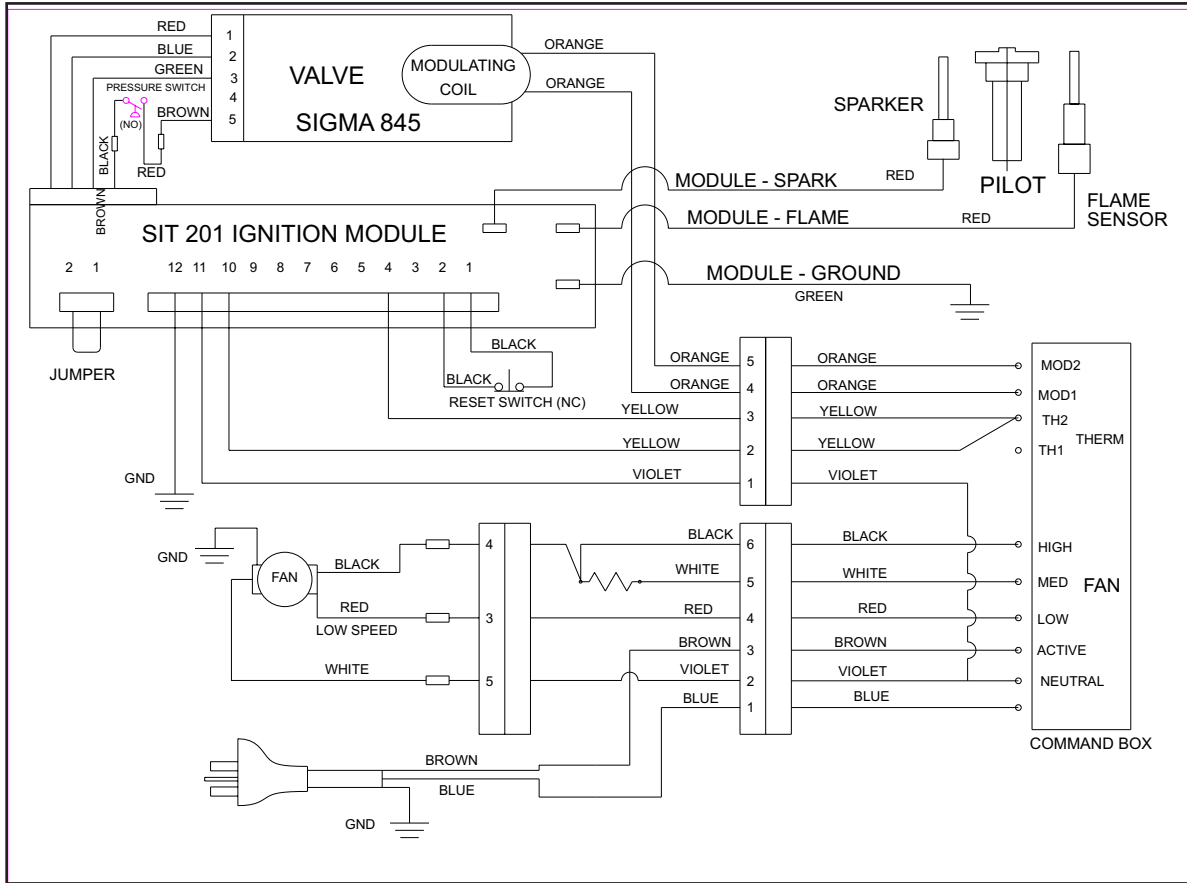 RED
1
BLUE
2
GREEN
3
PRESSURE SWITCH
4
BROWN
5
(NO)
BLACK
RED
BROWN
VALVE
SIGMA 845
MODULATING
COIL
ORANGE
ORANGE
SPARKER
PILOT
FLAME
SENSOR
MODULE - SPARK
RED
MODULE - FLAME
RED
MODULE - GROUND
GREEN
SIT 201 IGNITION MODULE
2 1
12 11 10 9 8 7 6 5 4 3 2 1
JUMPER
BLACK
BLACK
RESET SWITCH (NC)
ORANGE 5 ORANGE MOD2
ORANGE 4 ORANGE MOD1
YELLOW 3 YELLOW TH2
THERM
YELLOW 2 YELLOW TH1
VIOLET 1 VIOLET
GND
GND
FAN
BLACK 4
RED 3
LOW SPEED
WHITE 5
BLACK 6 BLACK HIGH
WHITE 5 WHITE MED
FAN
RED 4 RED LOW
BROWN 3 BROWN ACTIVE
VIOLET 2 VIOLET NEUTRAL
BLUE 1 BLUE
COMMAND BOX
BROWN
BLUE
GND